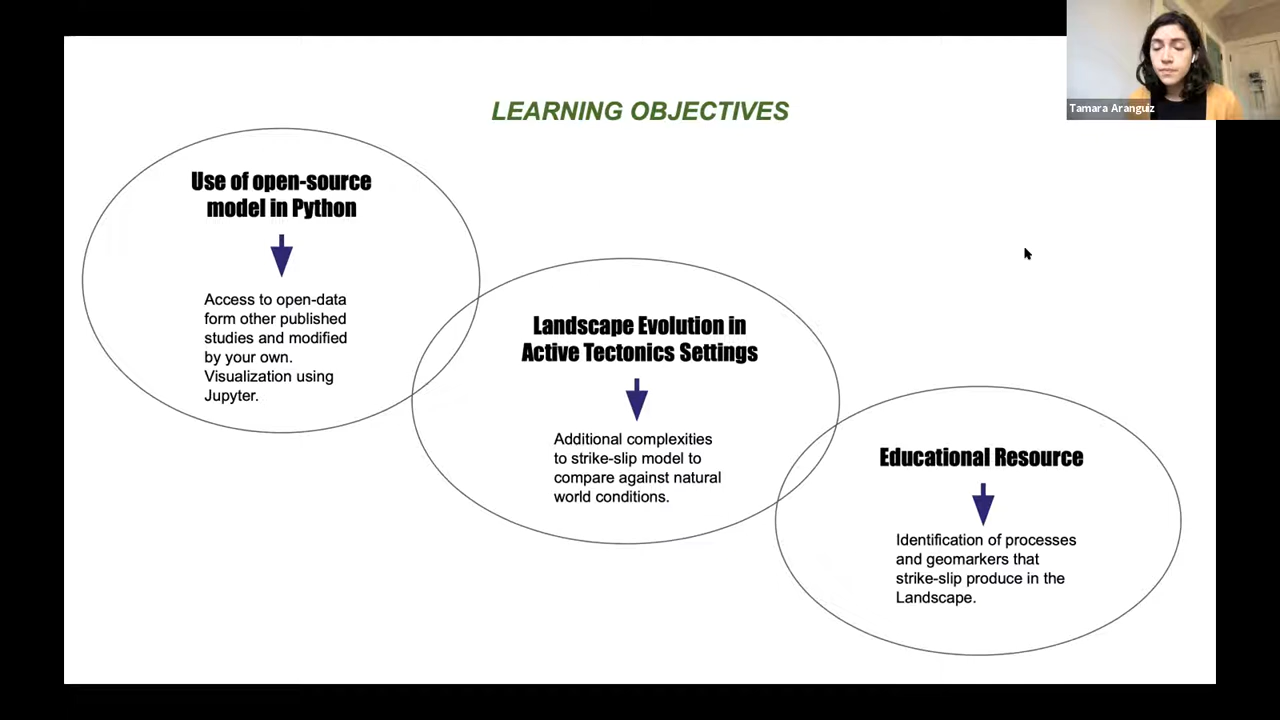 LEARNING OBJECTIVES
Tamara Aranguiz
Use of open-source
model in Python
Access to open-data
form other published
studies and modified
by your own.
Visualization using
Jupyter.
Landscape Evolution in
Active Tectonics Settings
Additional complexities
to strike-slip model to
compare against natural
world conditions.
Educational Resource
Identification of processes
and geomarkers that
strike-slip produce in the
Landscape.